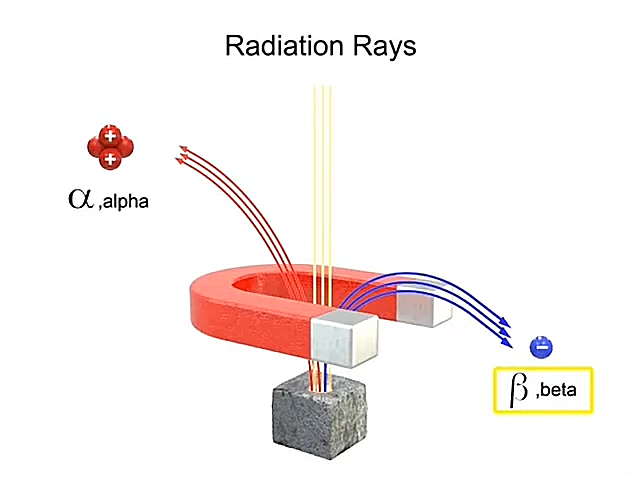 Radiation Rays
+
+
α ,alpha
-
β ,beta